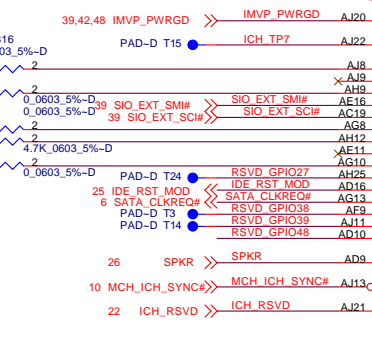 39,42,48 IMVP_PWRGD IMVP_PWRGD AJ20
PAD~D T15 ICH_TP7 AJ22
316
0603_5%~D
2 AJ8
AJ9
2 AH9
0_0603_5%~D 39 SIO_EXT_SMI# SIO_EXT_SMI# AE16
0_0603_5%~D 39 SIO_EXT_SCI# SIO_EXT_SCI# AC19
2 AG8
2 AH12
4.7K_0603_5%~D AE11
2 AG10
0_0603_5%~D PAD~D T24 RSVD_GPIO27 AH25
25 IDE_RST_MOD IDE_RST_MOD AD16
6 SATA_CLKREQ# SATA_CLKREQ# AG13
PAD~D T3 RSVD_GPIO38 AF9
PAD~D T14 RSVD_GPIO39 AJ11
RSVD_GPIO48 AD10
26 SPKR SPKR AD9
10 MCH_ICH_SYNC# MCH_ICH_SYNC# AJ13
22 ICH_RSVD ICH_RSVD AJ21